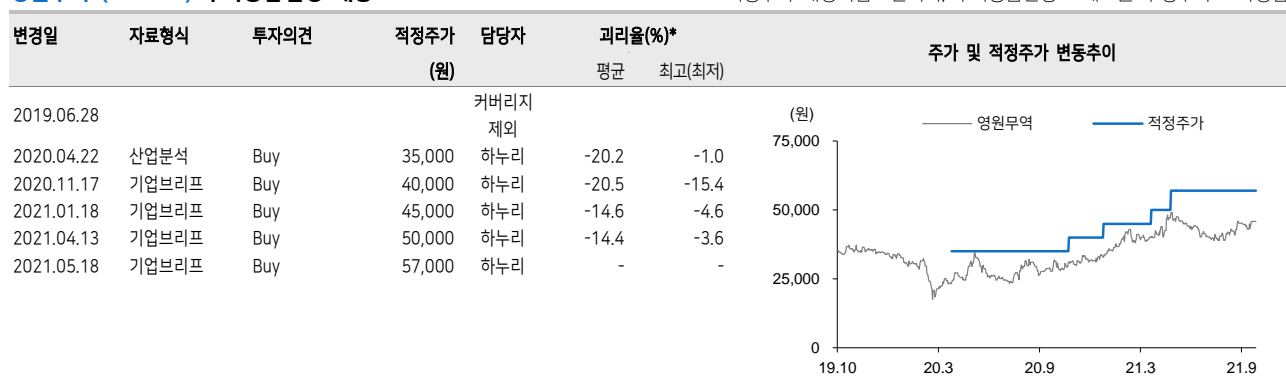 변경일 자료형식 투자의견 적정주가 담당자 괴리율(%)* 주가 및 적정주가 변동추이
(원) 평균 최고(최저)
2019.06.28 커버리지
제외
2020.04.22 산업분석 Buy 35,000 하누리 -20.2 -1.0
2020.11.17 기업브리프 Buy 40,000 하누리 -20.5 -15.4
2021.01.18 기업브리프 Buy 45,000 하누리 -14.6 -4.6
2021.04.13 기업브리프 Buy 50,000 하누리 -14.4 -3.6
2021.05.18 기업브리프 Buy 57,000 하누리 - -
(원) 영원무역 적정주가
75,000
50,000
25,000
0
19.10 20.3 20.9 21.3 21.9